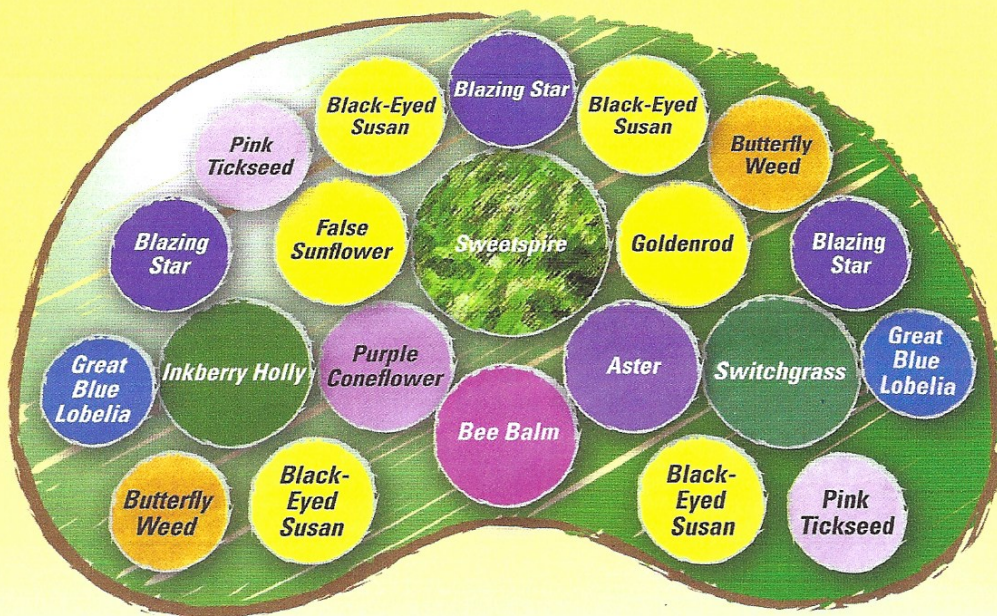 Blazing Star
Black-Eyed
Susan
Black-Eyed
Susan
Pink
Tickseed
Butterfly
Weed
Blazing
Star
False
Sunflower
Sweetspire
Goldenrod
Blazing
Star
Great
Blue
Lobelia
Inkberry Holly
Purple
Coneflower
Bee Balm
Aster
Switchgrass
Great
Blue
Lobelia
Butterfly
Weed
Black-
Eyed
Susan
Black-
Eyed
Susan
Pink
Tickseed